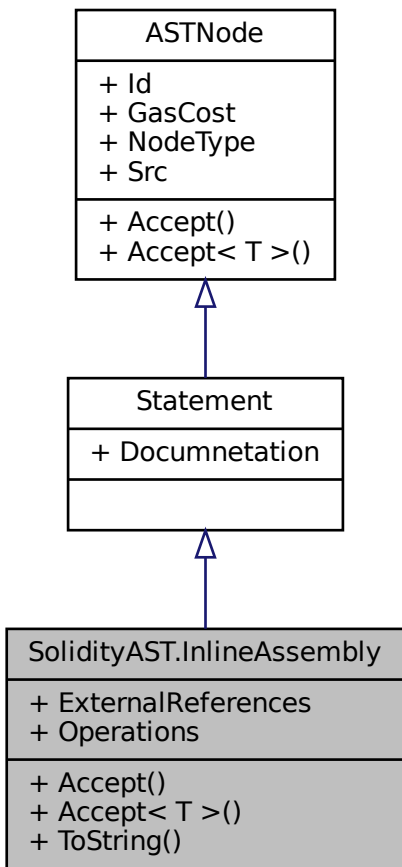 ASTNode
+ Id
+ GasCost
+ NodeType
+ Src
+ Accept()
+ Accept< T >()
Statement
+ Documnetation
SolidityAST.InlineAssembly
+ ExternalReferences
+ Operations
+ Accept()
+ Accept< T >()
+ ToString()